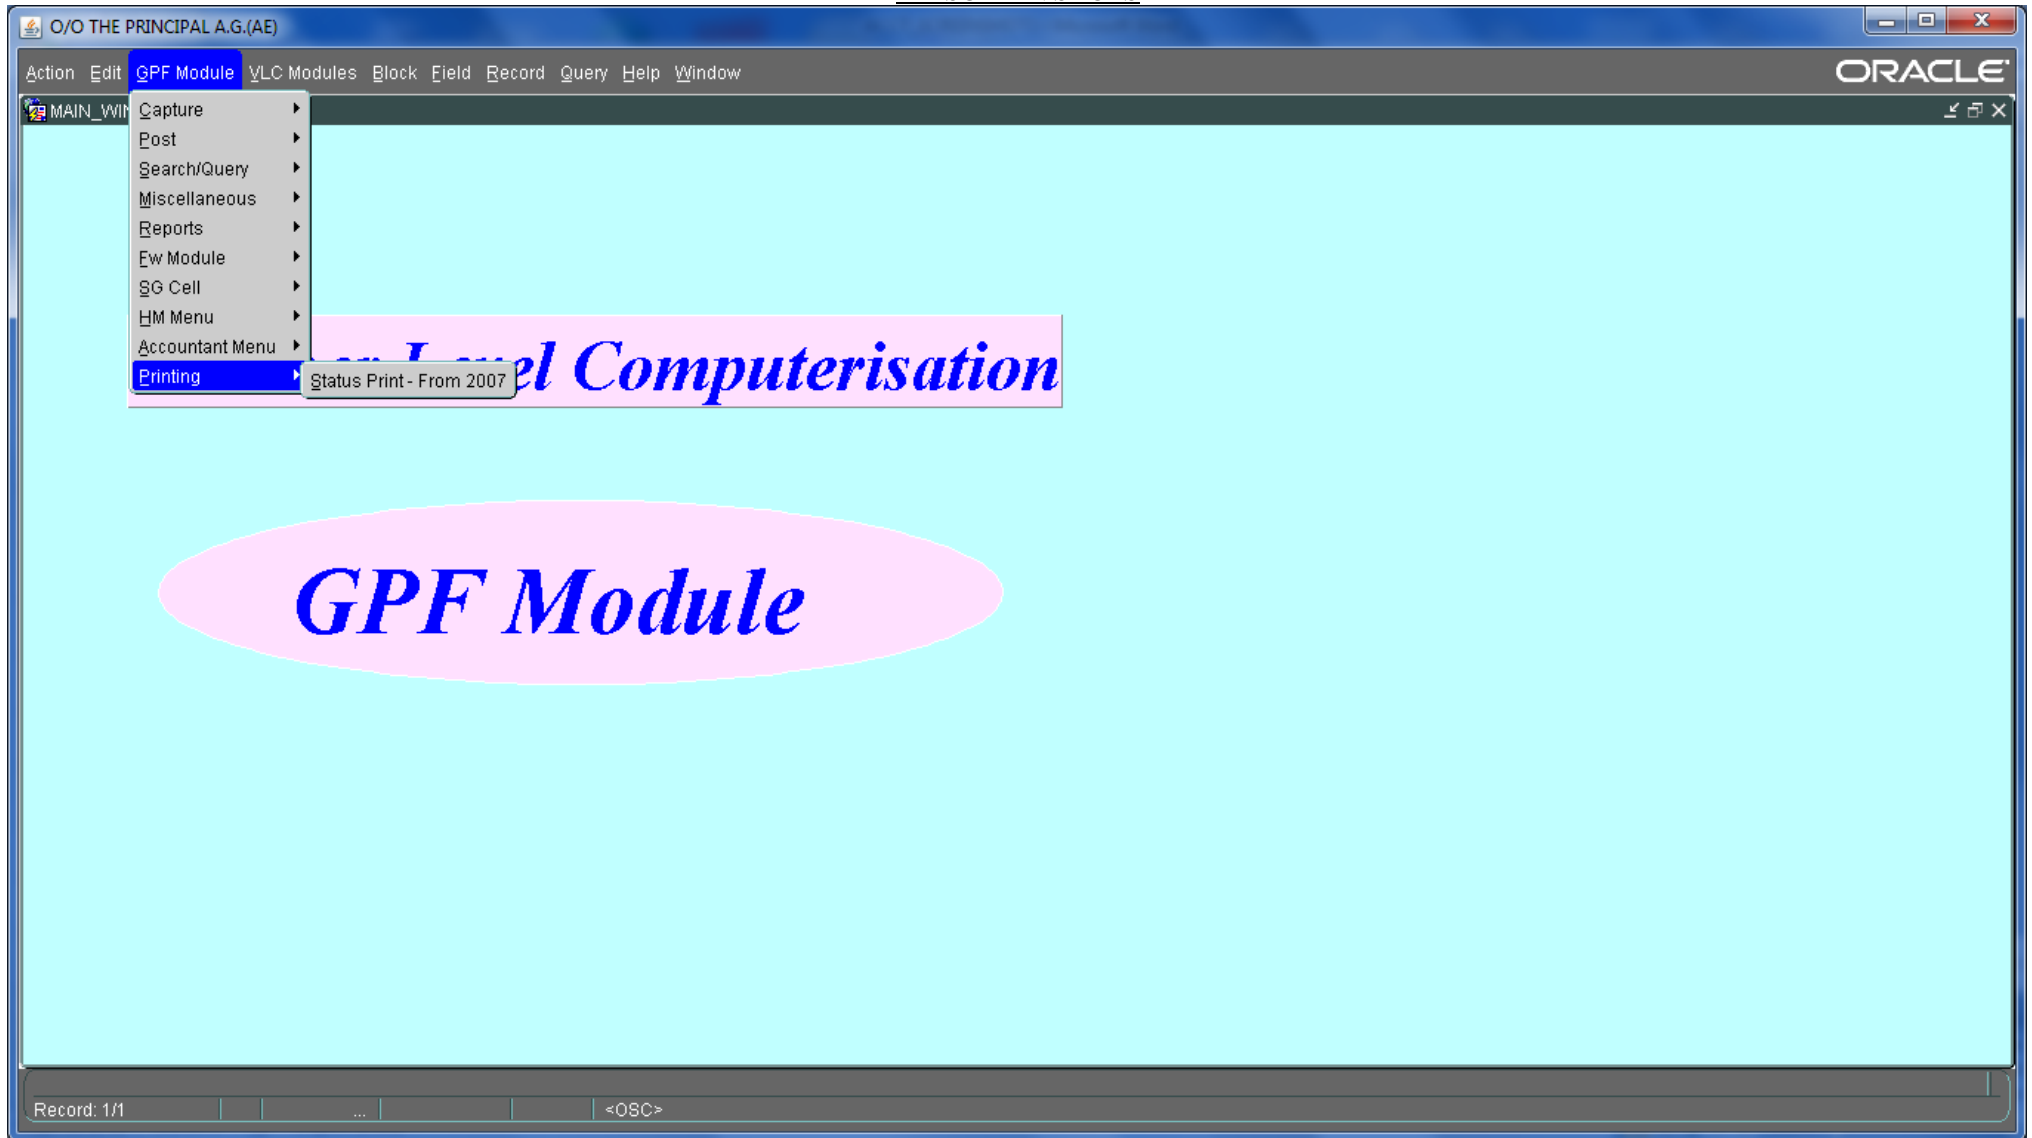 O/O THE PRINCIPAL A.G.(AE)
Action Edit GPF Module VLC Modules Block Field Record Query Help Window ORACLE
MAIN_WIN
Capture
Post
Search/Query
Miscellaneous
Reports
Fw Module
SG Cell
HM Menu
Accountant Menu
Printing
Status Print - From 2007
Level Computerisation
GPF Module
Record: 1/1 ... <OSC>